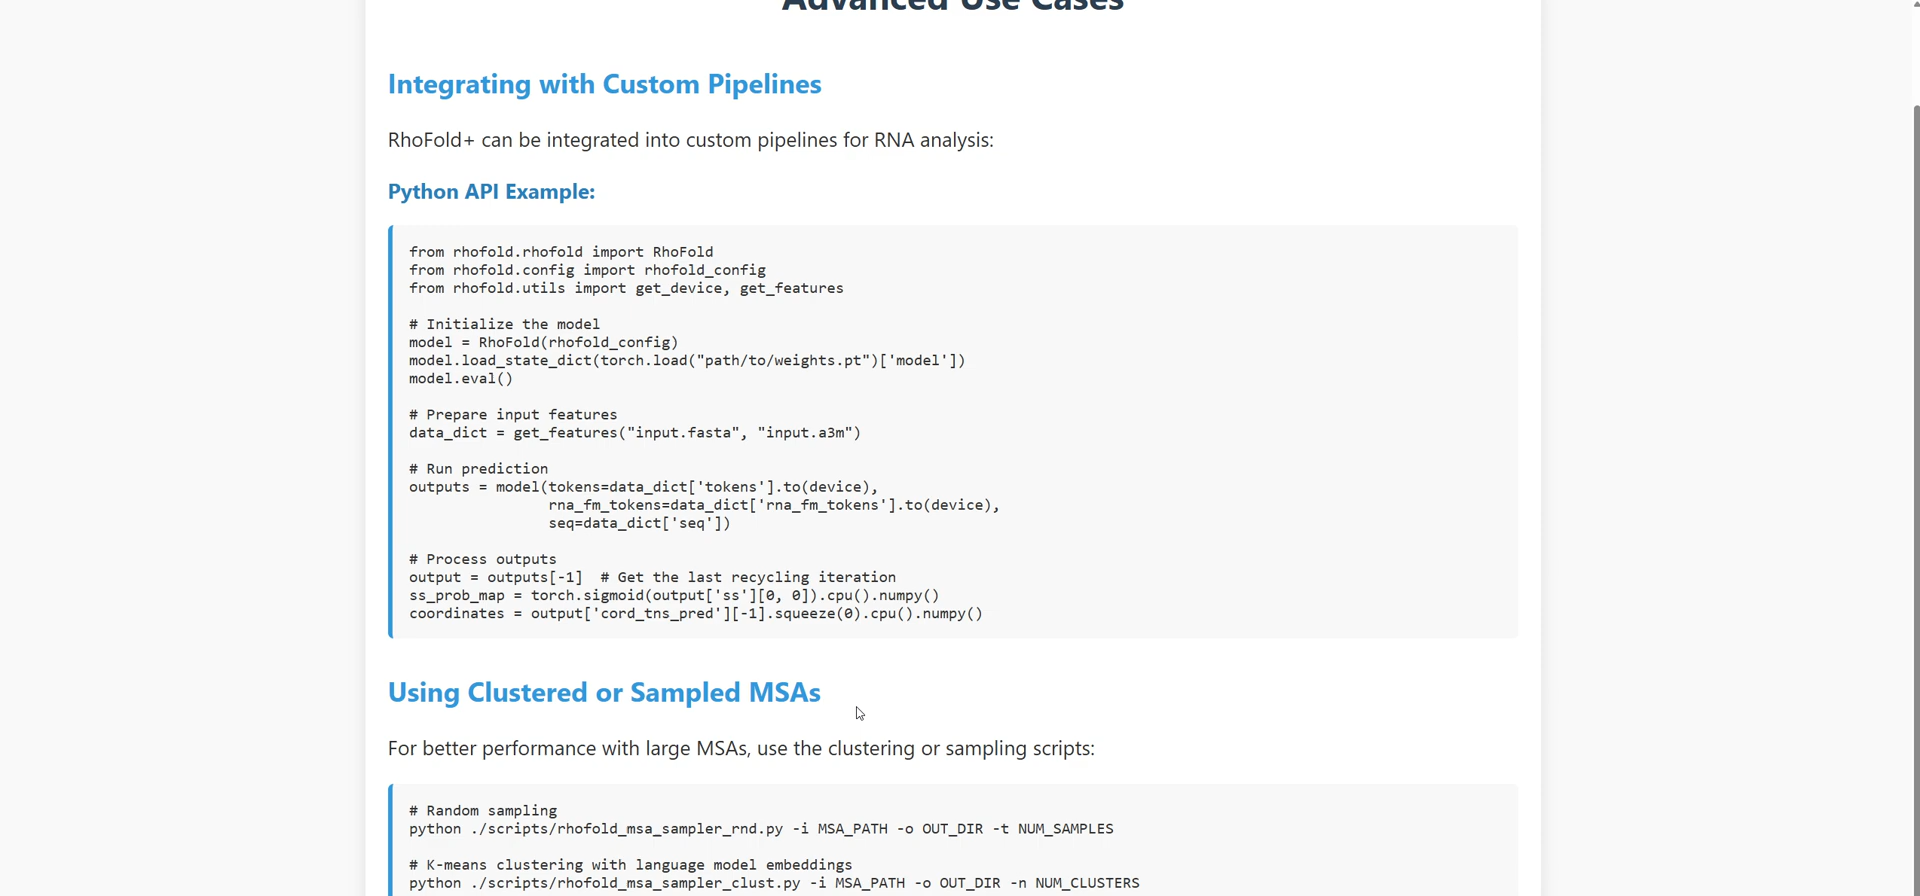 Advanced Use Cases
Integrating with Custom Pipelines
RhoFold+ can be integrated into custom pipelines for RNA analysis:
Python API Example:
from rhofold.rhofold import RhoFold
from rhofold.config import rhofold_config
from rhofold.utils import get_device, get_features
# Initialize the model
model = RhoFold(rhofold_config)
model.load_state_dict(torch.load("path/to/weights.pt")['model'])
model.eval()
# Prepare input features
data_dict = get_features("input.fasta", "input.a3m")
# Run prediction
outputs = model(tokens=data_dict['tokens'].to(device),
                rna_fm_tokens=data_dict['rna_fm_tokens'].to(device),
                seq=data_dict['seq'])
# Process outputs
output = outputs[-1]  # Get the last recycling iteration
ss_prob_map = torch.sigmoid(output['ss'][0, 0]).cpu().numpy()
coordinates = output['cord_tns_pred'][-1].squeeze(0).cpu().numpy()
Using Clustered or Sampled MSAs
For better performance with large MSAs, use the clustering or sampling scripts:
# Random sampling
python ./scripts/rhofold_msa_sampler_rnd.py -i MSA_PATH -o OUT_DIR -t NUM_SAMPLES
# K-means clustering with language model embeddings
python ./scripts/rhofold_msa_sampler_clust.py -i MSA_PATH -o OUT_DIR -n NUM_CLUSTERS